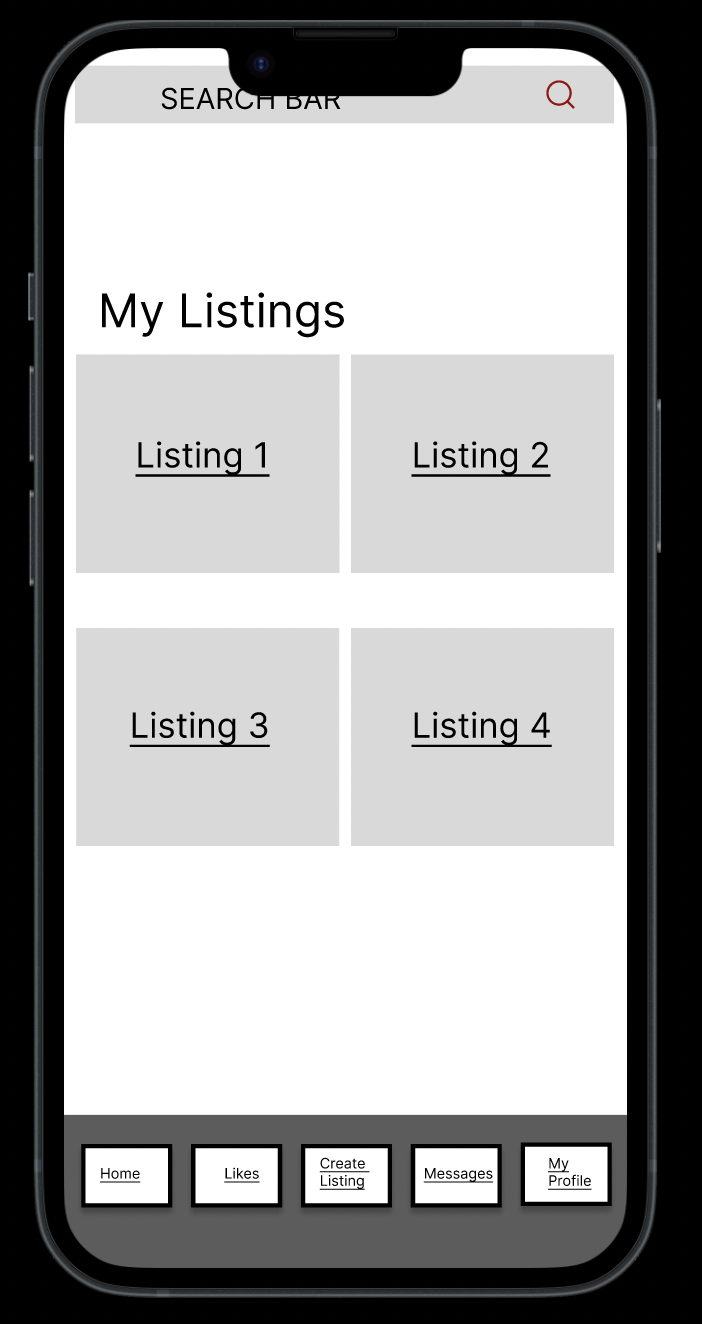 SEARCH BAR
My Listings
Listing 1
Listing 2
Listing 3
Listing 4
Home
Likes
Create
Listing
Messages
My
Profile